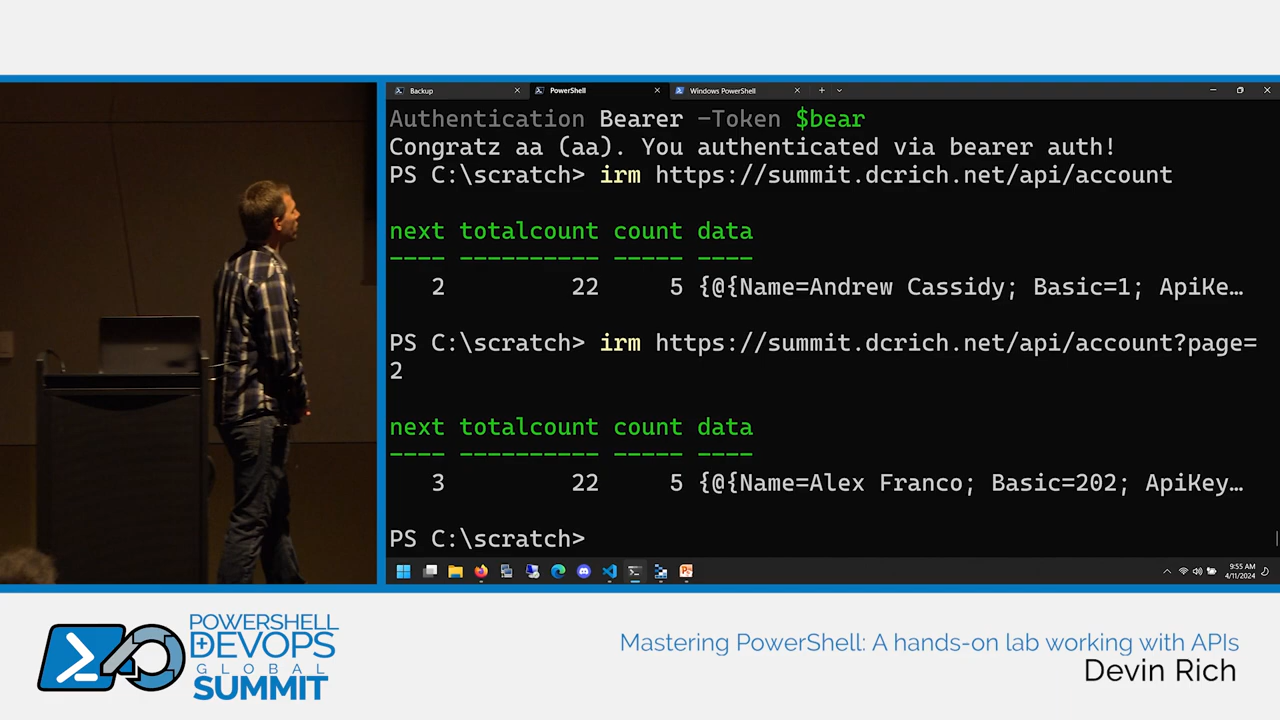 Backup
PowerShell
Windows PowerShell
Authentication Bearer -Token $bear
Congratz aa (aa). You authenticated via bearer auth!
PS C:\scratch> irm https://summit.dcrich.net/api/account
next totalcount count data
---- ---------- ----- ----
2 22 5 {@{Name=Andrew Cassidy; Basic=1; ApiKe…
PS C:\scratch> irm https://summit.dcrich.net/api/account?page=
2
next totalcount count data
---- ---------- ----- ----
3 22 5 {@{Name=Alex Franco; Basic=202; ApiKey…
PS C:\scratch>
9:55 AM
4/11/2024
POWERSHELL
DEVOPS
GLOBAL
SUMMIT
Mastering PowerShell: A hands-on lab working with APIs
Devin Rich